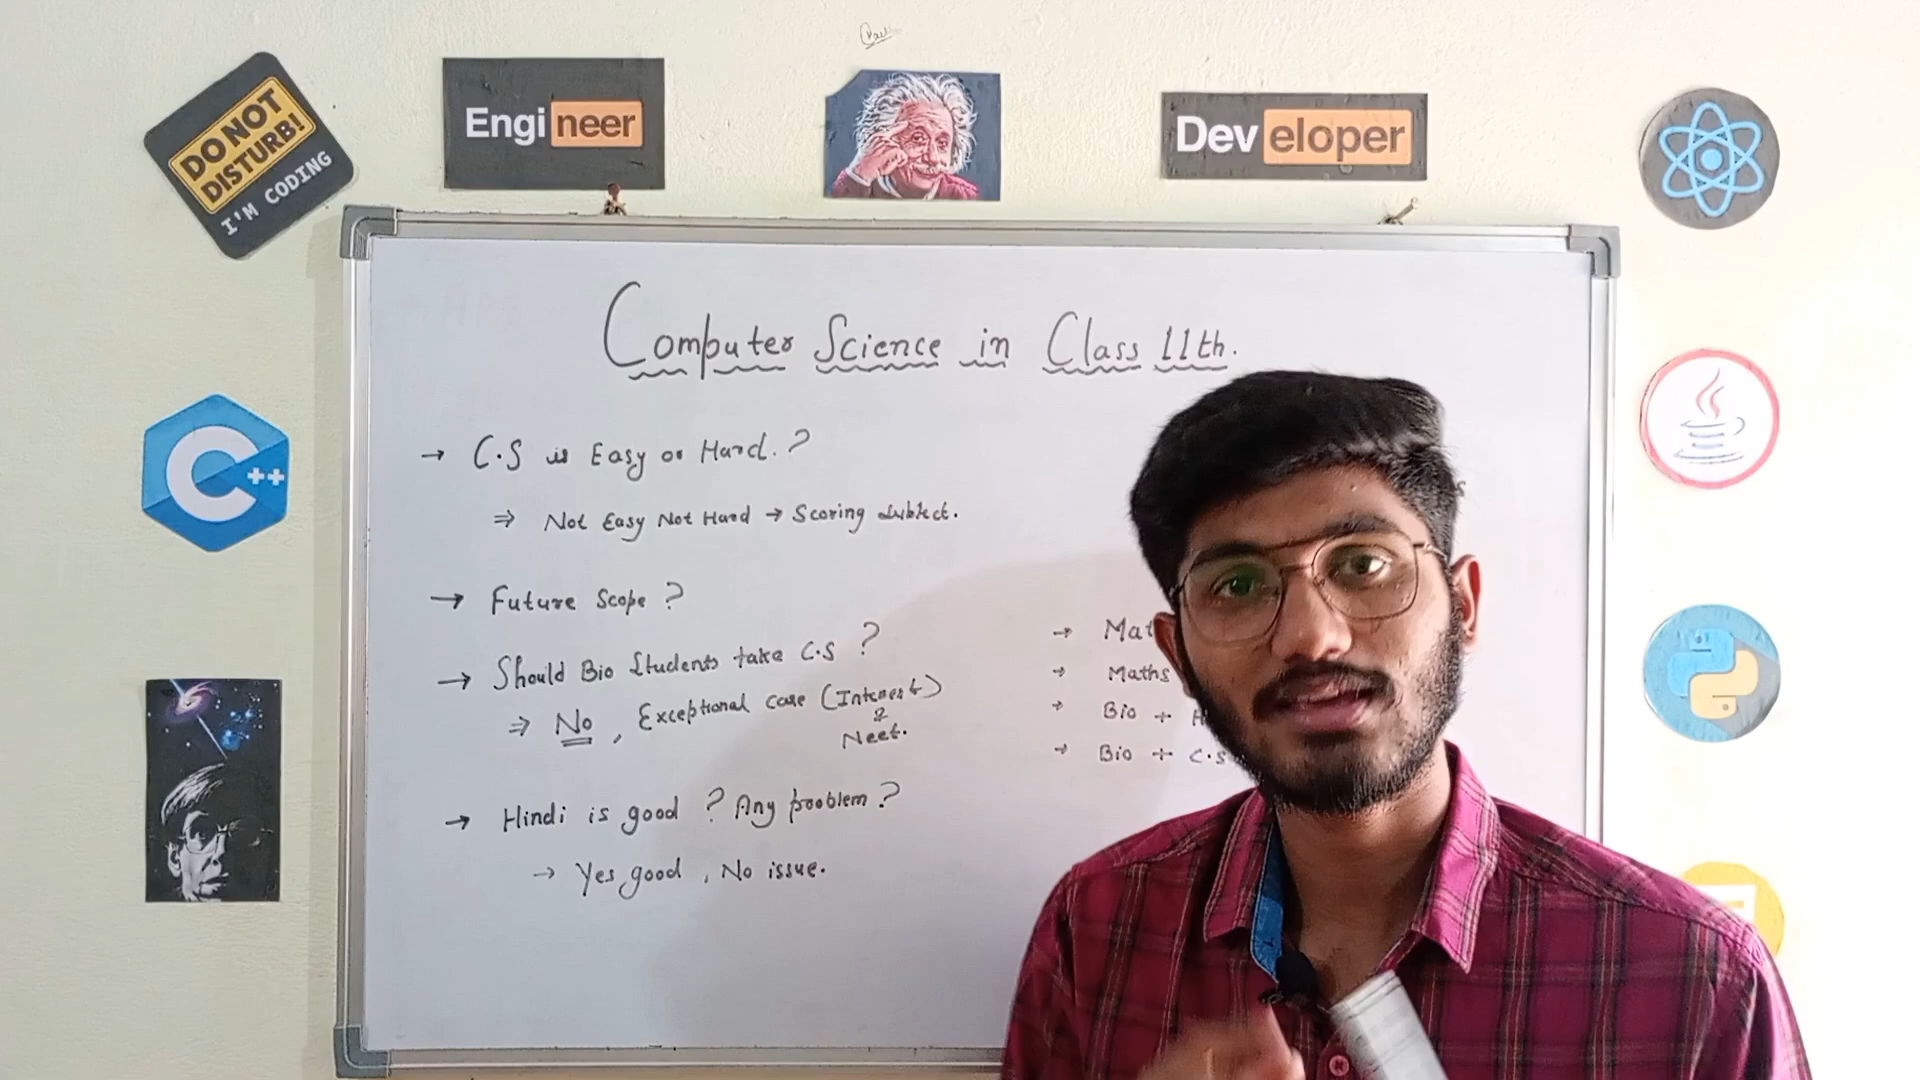 DO NOT
DISTURB!
I'M CODING
Engineer
Developer
C++
Computer Science in Class 11th.
→ C.S is Easy or Hard.?
⇒ Not Easy Not Hard → Scoring subject.
→ Future Scope?
→ Should Bio Students take C.S?
⇒ No, Exceptional case (Interest)
&
Neet.
→ Hindi is good? Any problem?
→ Yes good, No issue.
→ Mat
→ Maths
→ Bio + H
→ Bio + C.S